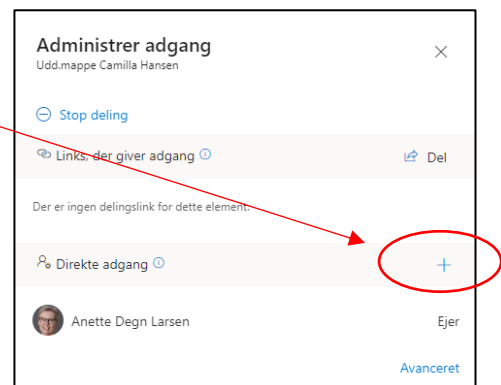 Administrer adgang
Udd.mappe Camilla Hansen
Stop deling
Links, der giver adgang
Del
Der er ingen delingslink for dette element.
Direkte adgang
Anette Degn Larsen
Ejer
Avanceret